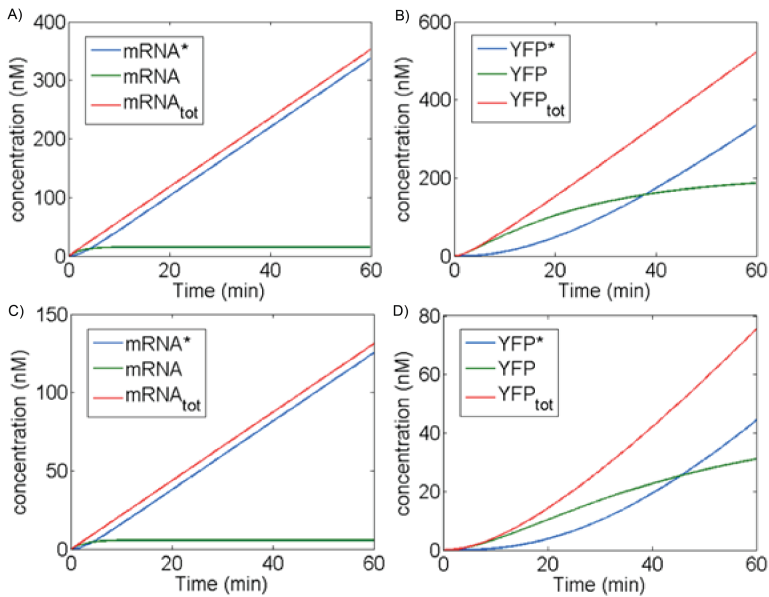 A)
400
300
200
100
0
concentration (nM)
mRNA*
mRNA
mRNAtot
0
20
40
60
Time (min)
B)
600
400
200
0
concentration (nM)
YFP*
YFP
YFPtot
0
20
40
60
Time (min)
C)
150
100
50
0
concentration (nM)
mRNA*
mRNA
mRNAtot
0
20
40
60
Time (min)
D)
80
60
40
20
0
concentration (nM)
YFP*
YFP
YFPtot
0
20
40
60
Time (min)